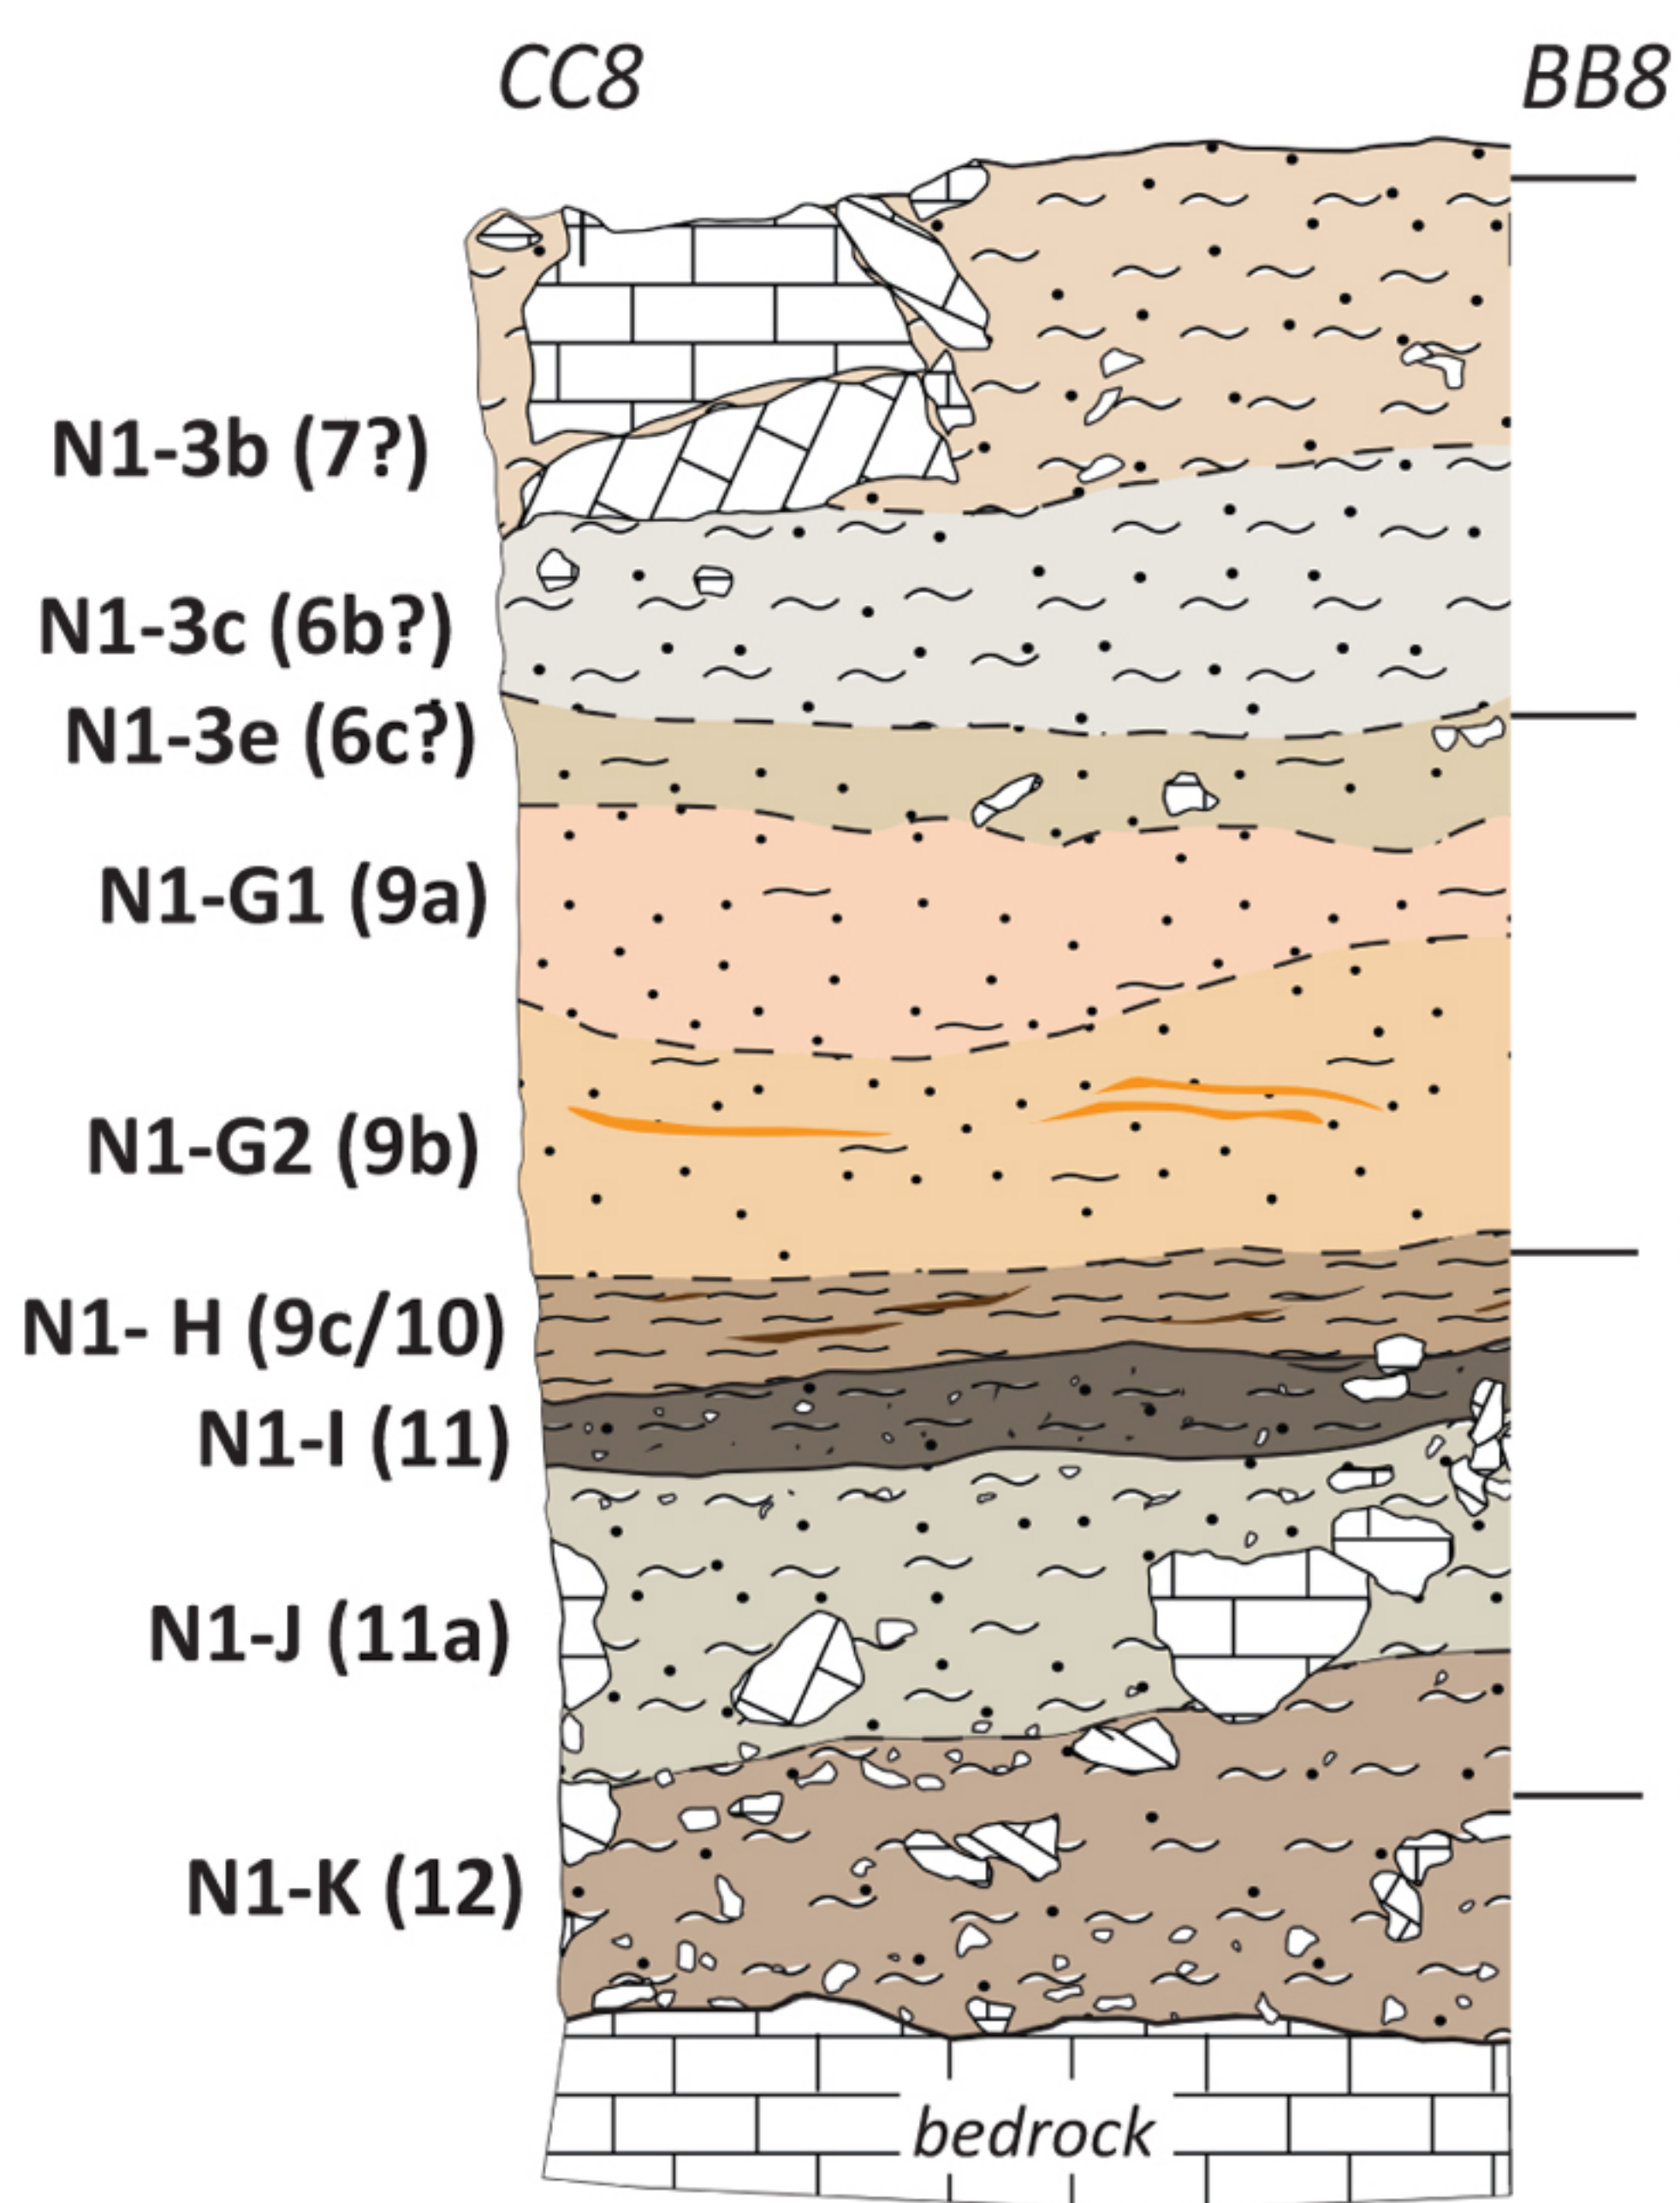 CC8 BB8
N1-3b (7?)
N1-3c (6b?)
N1-3e (6c?)
N1-G1 (9a)
N1-G2 (9b)
N1- H (9c/10)
N1-I (11)
N1-J (11a)
N1-K (12)
bedrock